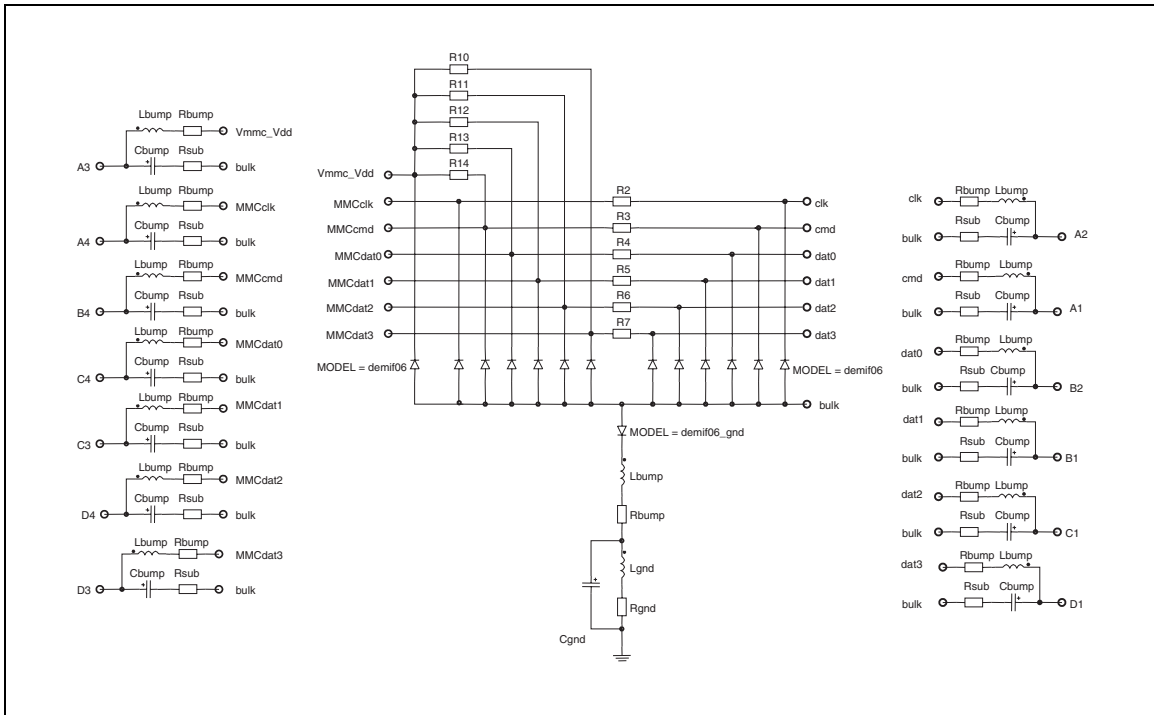 Lbump Rbump
Vmmc_Vdd
Cbump Rsub
A3
bulk
Lbump Rbump
MMCclk
Cbump Rsub
A4
bulk
Lbump Rbump
MMCcmd
Cbump Rsub
B4
bulk
Lbump Rbump
MMCdat0
Cbump Rsub
C4
bulk
Lbump Rbump
MMCdat1
Cbump Rsub
C3
bulk
Lbump Rbump
MMCdat2
Cbump Rsub
D4
bulk
Lbump Rbump
MMCdat3
Cbump Rsub
D3
bulk
R10
R11
R12
R13
R14
Vmmc_Vdd
MMCclk R2 clk
MMCcmd R3 cmd
MMCdat0 R4 dat0
MMCdat1 R5 dat1
MMCdat2 R6 dat2
MMCdat3 R7 dat3
MODEL = demif06 MODEL = demif06
bulk
MODEL = demif06_gnd
Lbump
Rbump
Lgnd
Rgnd
Cgnd
Rbump Lbump
clk
Rsub Cbump
bulk A2
Rbump Lbump
cmd
Rsub Cbump
bulk A1
Rbump Lbump
dat0
Rsub Cbump
bulk B2
Rbump Lbump
dat1
Rsub Cbump
bulk B1
Rbump Lbump
dat2
Rsub Cbump
bulk C1
Rbump Lbump
dat3
Rsub Cbump
bulk D1